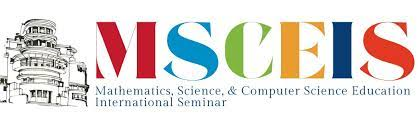 MSCEIS
Mathematics, Science, & Computer Science Education
International Seminar